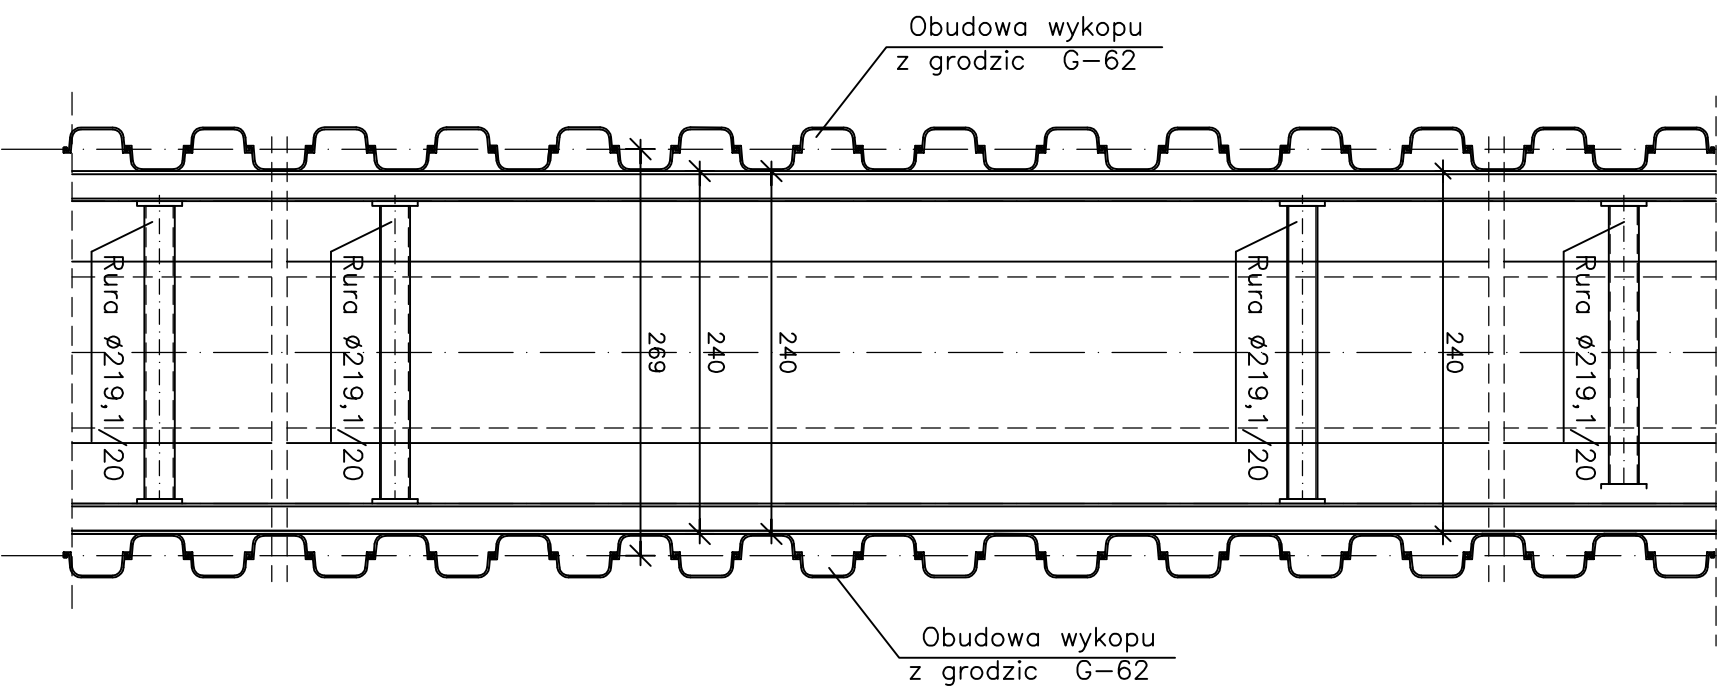 Obudowa wykopu
z grodzic G-62
Rura ø219,1/20
Rura ø219,1/20
269
240
240
Rura ø219,1/20
240
Rura ø219,1/20
Obudowa wykopu
z grodzic G-62